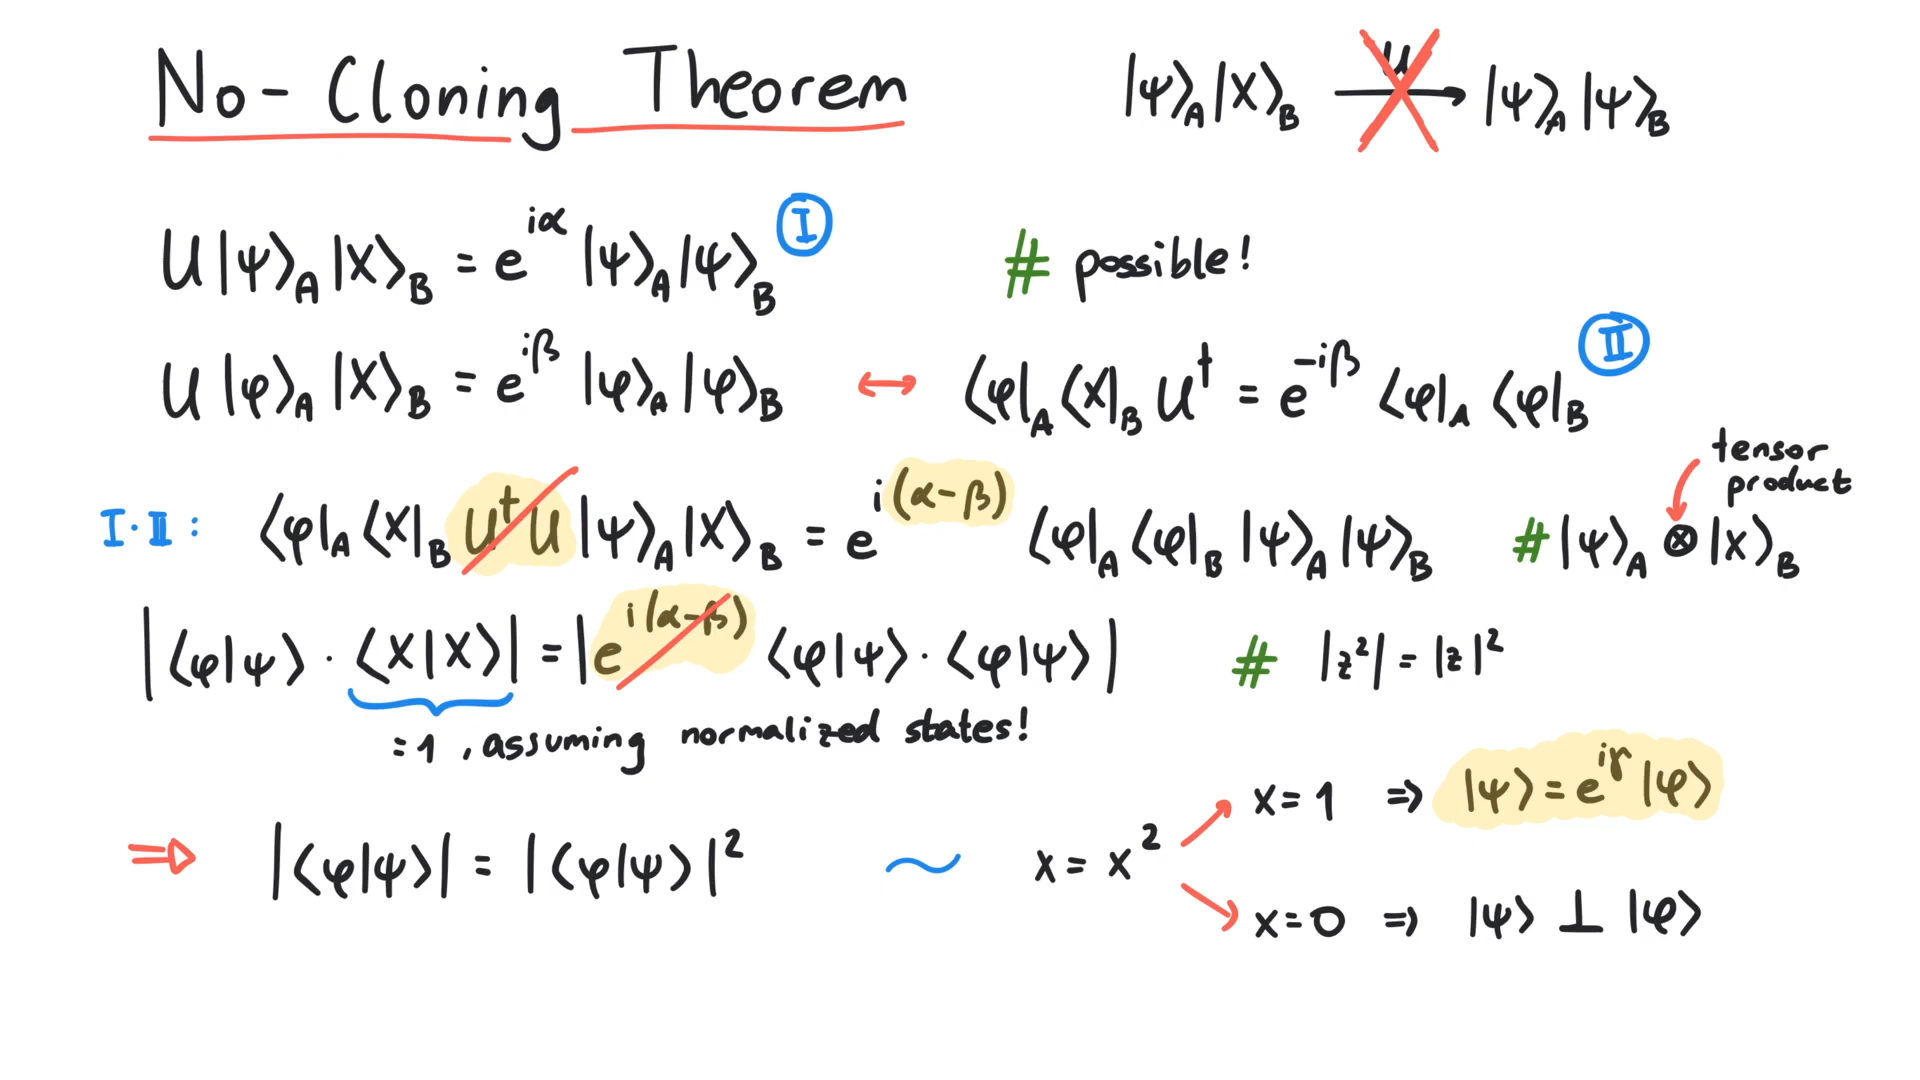 No-Cloning Theorem
|ψ⟩_A |X⟩_B —U→ |ψ⟩_A |ψ⟩_B
U |ψ⟩_A |X⟩_B = e^{iα} |ψ⟩_A |ψ⟩_B Ⓘ
# possible!
U |φ⟩_A |X⟩_B = e^{iβ} |φ⟩_A |φ⟩_B ↔ ⟨φ|_A ⟨X|_B U^† = e^{-iβ} ⟨φ|_A ⟨φ|_B II
tensor
product
I·II: ⟨φ|_A ⟨X|_B U^†U |ψ⟩_A |X⟩_B = e^{i(α-β)} ⟨φ|_A ⟨φ|_B |ψ⟩_A |ψ⟩_B
# |ψ⟩_A ⊗ |X⟩_B
|⟨φ|ψ⟩ · ⟨X|X⟩| = |e^{i(α-β)} ⟨φ|ψ⟩ · ⟨φ|ψ⟩|
# |z²| = |z|²
=1, assuming normalized states!
⇒ |⟨φ|ψ⟩| = |⟨φ|ψ⟩|² ~ x = x²
x=1 ⇒ |ψ⟩ = e^{iγ} |φ⟩
x=0 ⇒ |ψ⟩ ⊥ |φ⟩